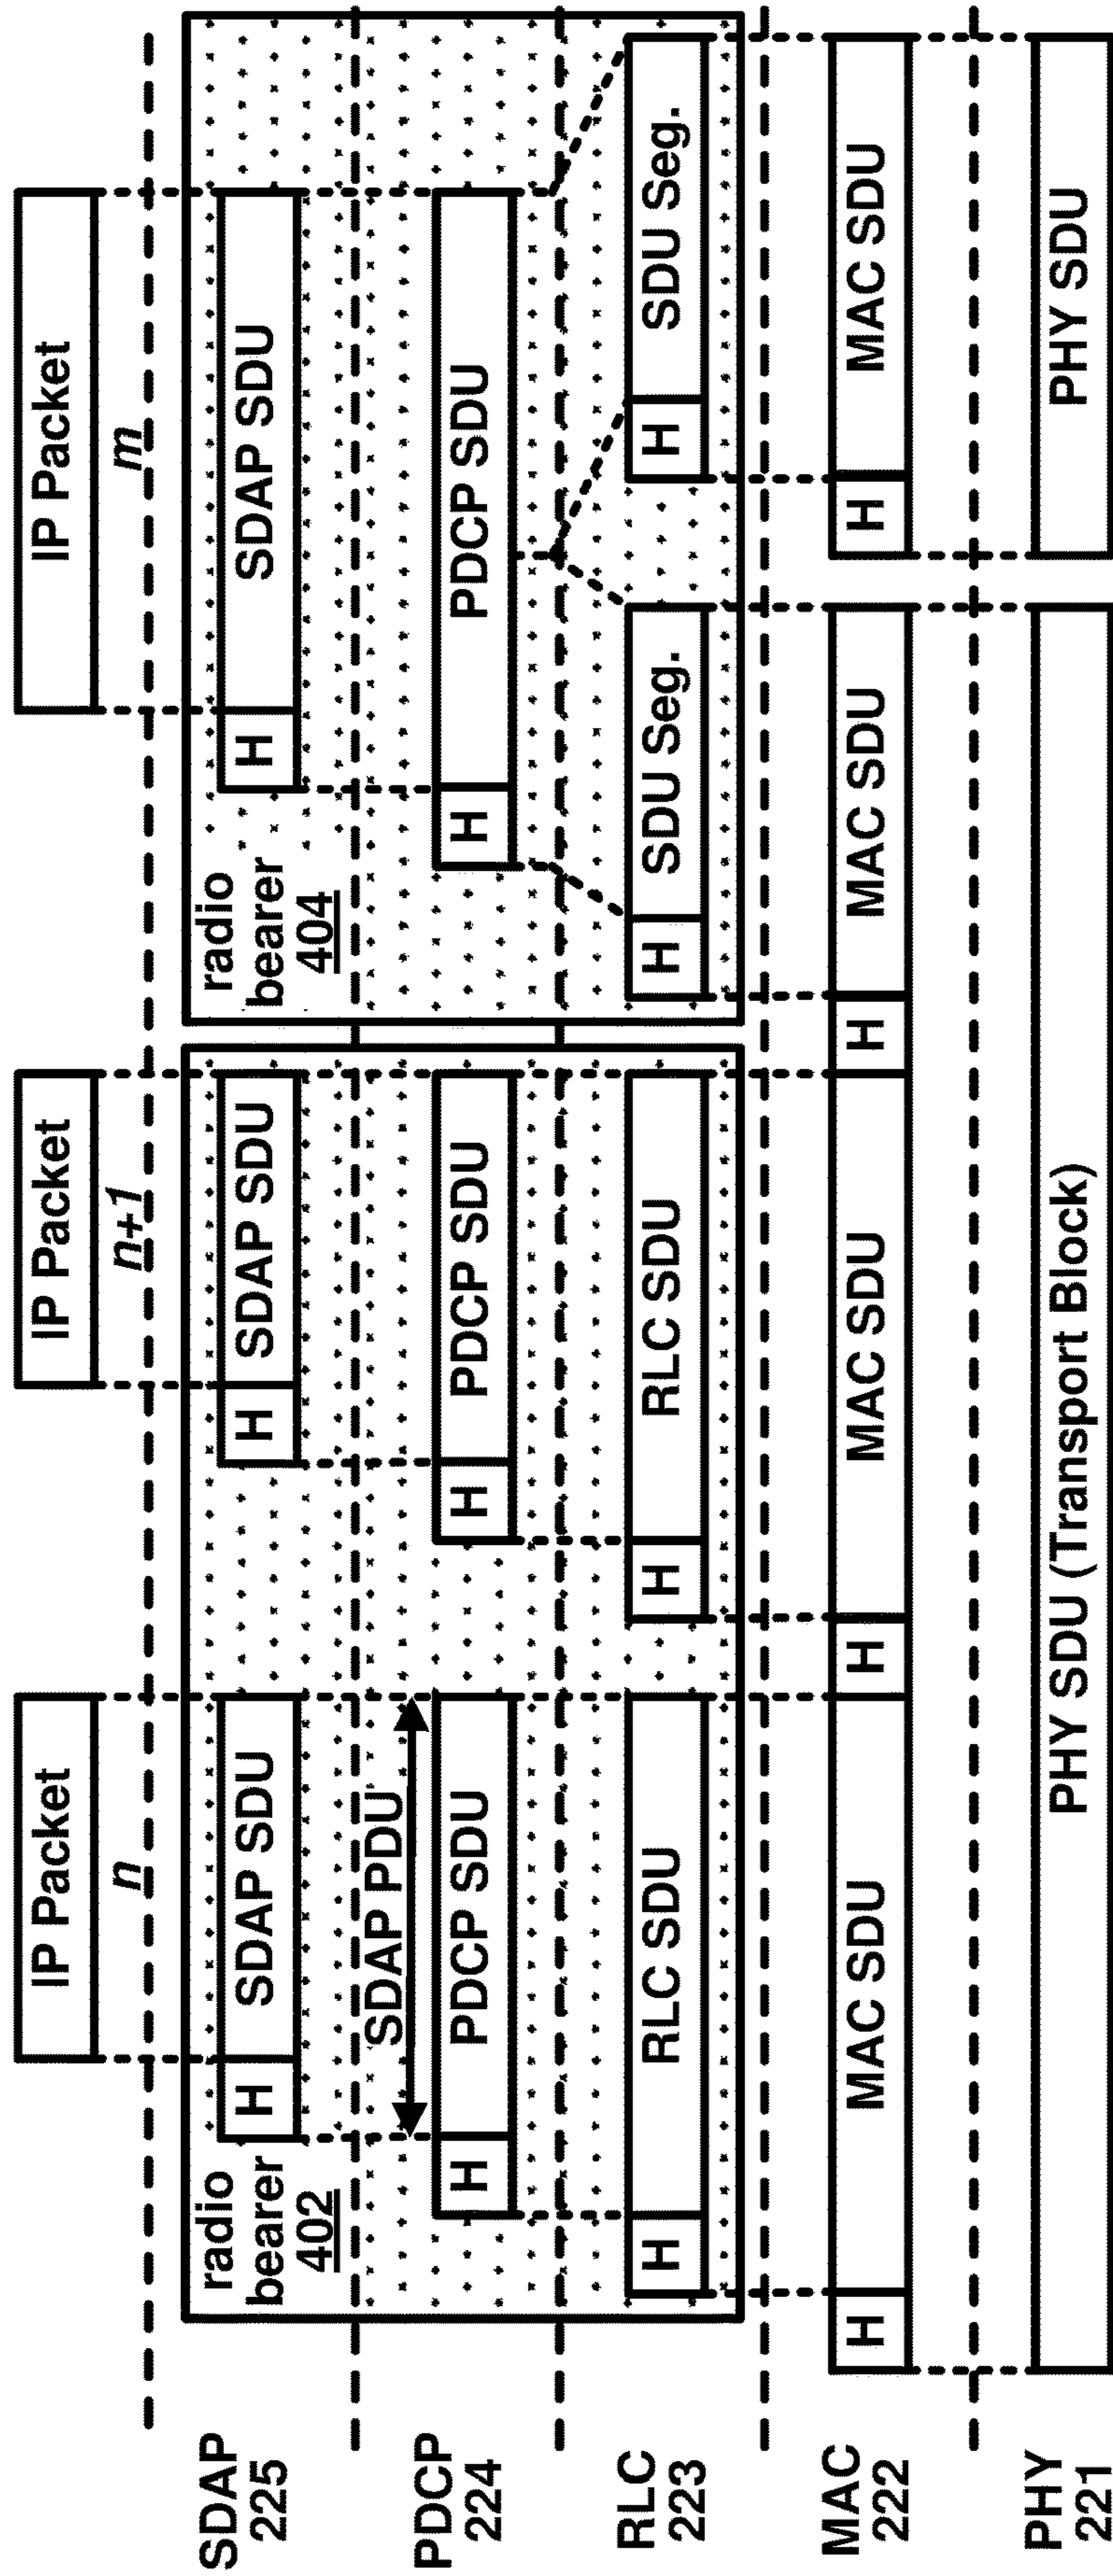 IP Packet
IP Packet
IP Packet
n
n+1
m
SDAP
225
radio
bearer
402
H
SDAP SDU
H
SDAP SDU
radio
bearer
404
H
SDAP SDU
SDAP PDU
PDCP
224
H
PDCP SDU
H
PDCP SDU
H
PDCP SDU
RLC
223
H
RLC SDU
H
RLC SDU
H
SDU Seg.
H
SDU Seg.
MAC
222
H
MAC SDU
H
MAC SDU
H
MAC SDU
H
MAC SDU
PHY
221
PHY SDU (Transport Block)
PHY SDU